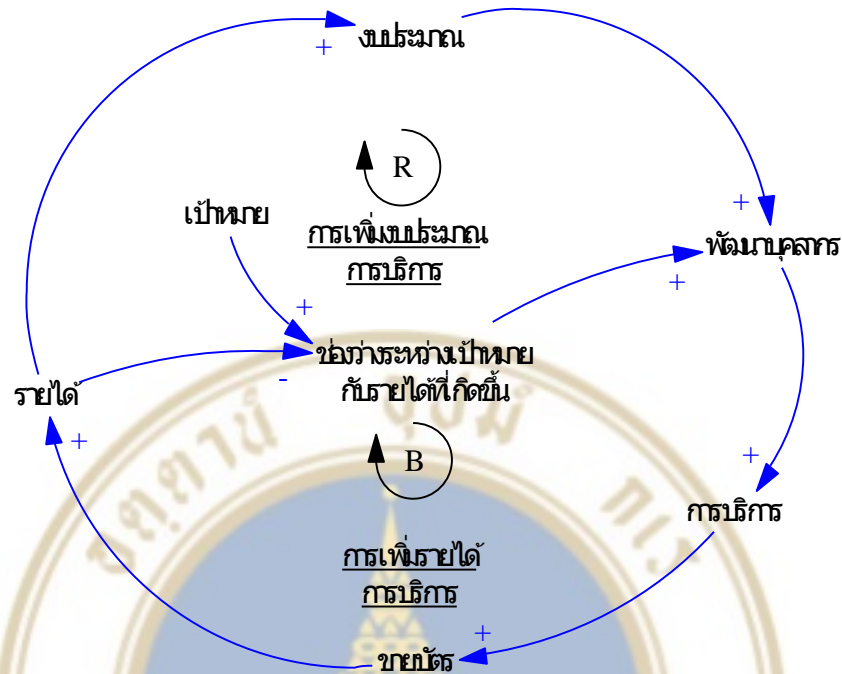 งบประมาณ
+
R
+
เป้าหมาย
การเพิ่มงบประมาณ
การบริการ
พัฒนาบุคลากร
+
+
ช่องว่างระหว่างเป้าหมาย
กับรายได้ที่เกิดขึ้น
-
รายได้
+
B
+
การบริการ
การเพิ่มรายได้
การบริการ
+
ขายบัตร